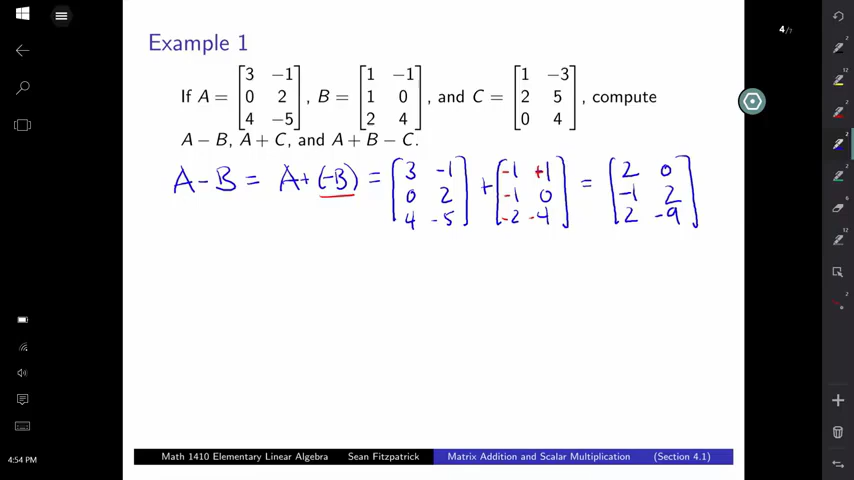 4/7
Example 1
If A = [3 −1; 0 2; 4 −5], B = [1 −1; 1 0; 2 4], and C = [1 −3; 2 5; 0 4], compute
A − B, A + C, and A + B − C.
A − B = A + (−B) = [3 −1; 0 2; 4 −5] + [−1 +1; −1 0; −2 −4] = [2 0; −1 2; 2 −9]
4:54 PM
Math 1410 Elementary Linear Algebra Sean Fitzpatrick Matrix Addition and Scalar Multiplication (Section 4.1)